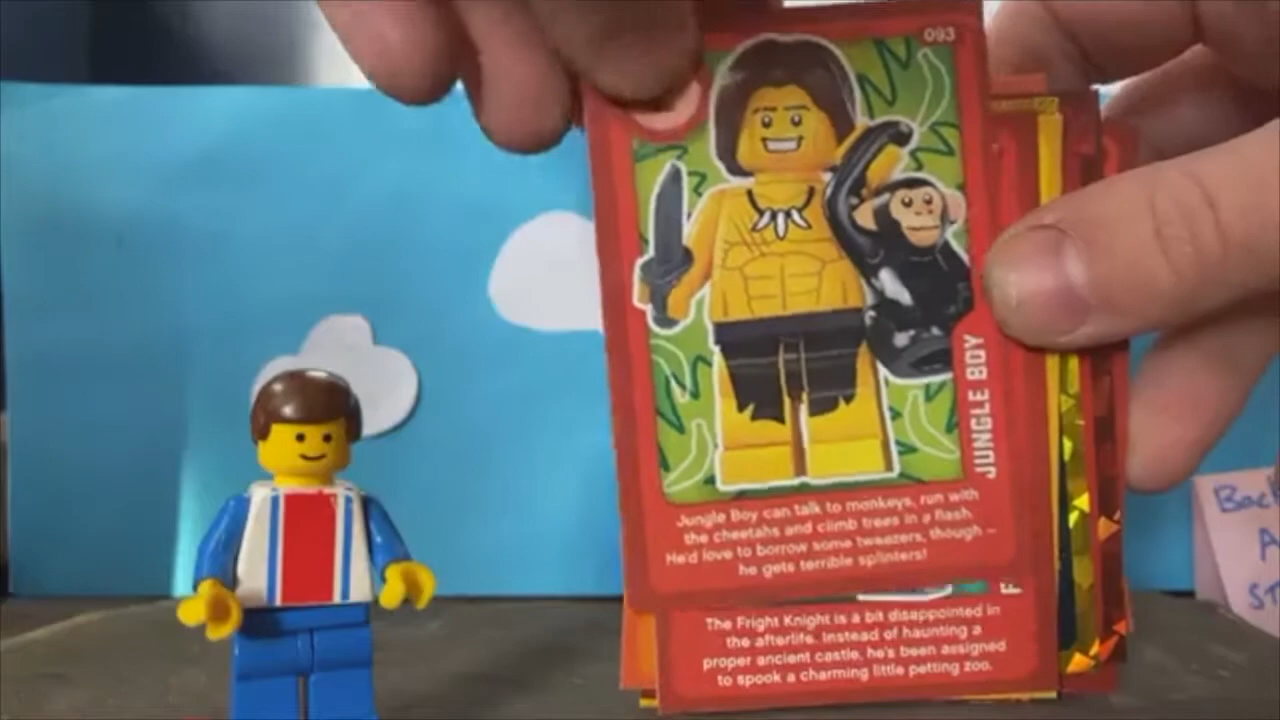 093
JUNGLE BOY
Jungle Boy can talk to monkeys, run with
the cheetahs and climb trees in a flash.
He'd love to borrow some tweezers, though –
he gets terrible splinters!
F
The Fright Knight is a bit disappointed in
the afterlife. Instead of haunting a
proper ancient castle, he's been assigned
to spook a charming little petting zoo.